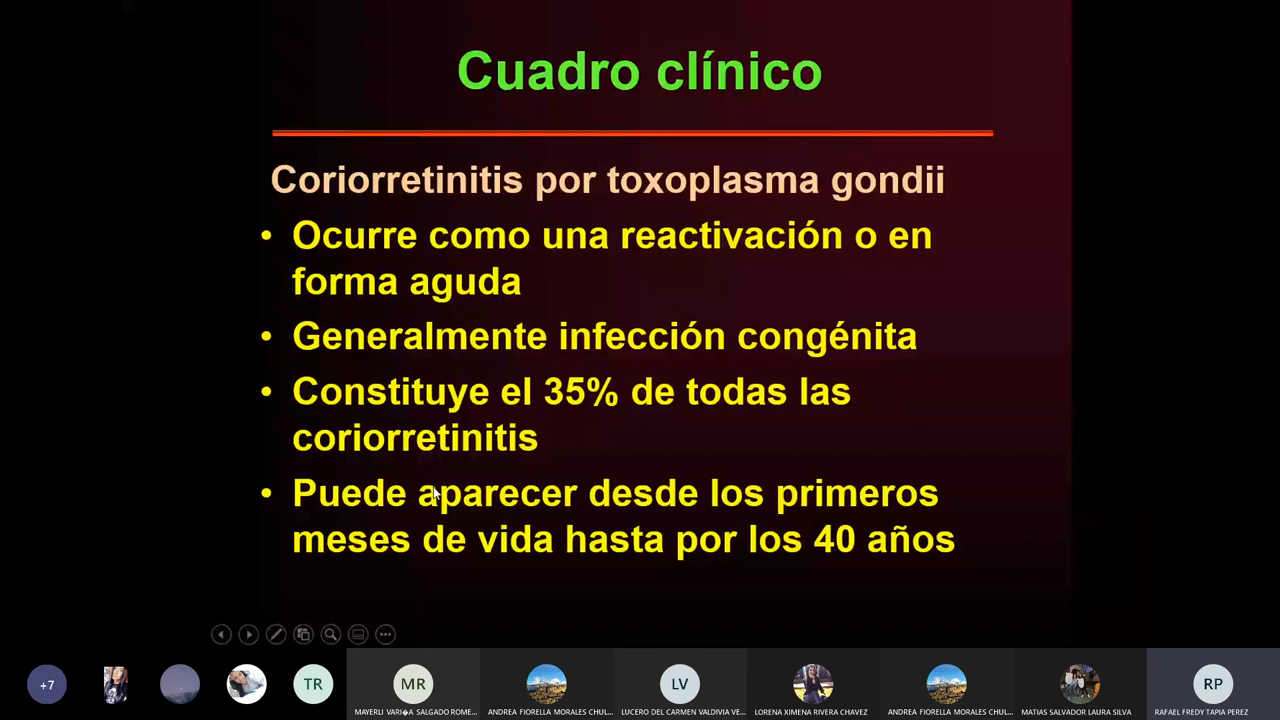 Cuadro clínico
Coriorretinitis por toxoplasma gondii
• Ocurre como una reactivación o en
forma aguda
• Generalmente infección congénita
• Constituye el 35% de todas las
coriorretinitis
• Puede aparecer desde los primeros
meses de vida hasta por los 40 años
+7
TR
MR
LV
RP
MAYERLI VARI�A SALGADO ROME...
ANDREA FIORELLA MORALES CHUL...
LUCERO DEL CARMEN VALDIVIA VE...
LORENA XIMENA RIVERA CHAVEZ
ANDREA FIORELLA MORALES CHUL...
MATIAS SALVADOR LAURA SILVA
RAFAEL FREDY TAPIA PEREZ